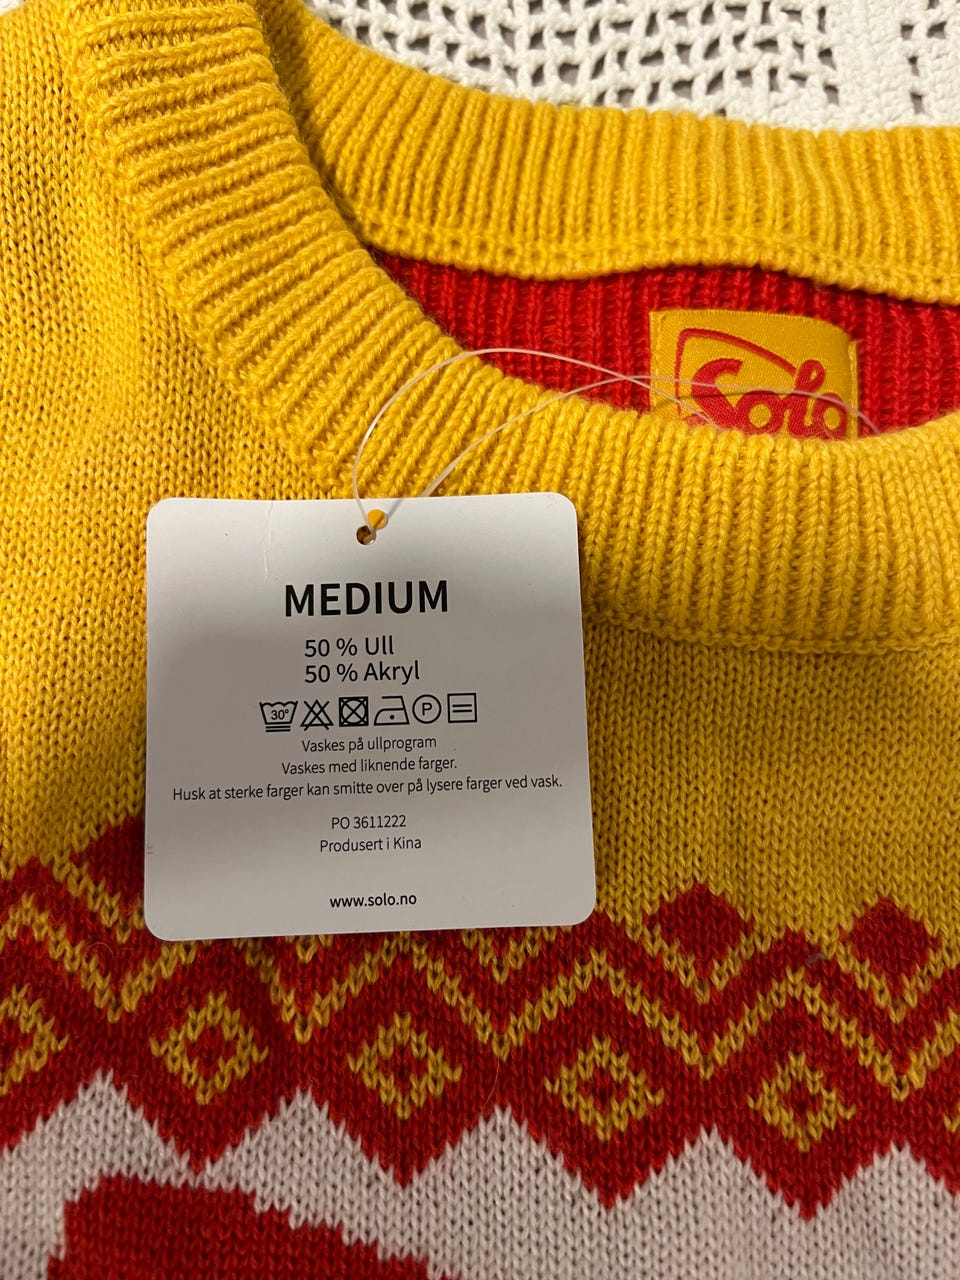 Solo
MEDIUM
50 % Ull
50 % Akryl
30°
P
Vaskes på ullprogram
Vaskes med liknende farger.
Husk at sterke farger kan smitte over på lysere farger ved vask.
PO 3611222
Produsert i Kina
www.solo.no